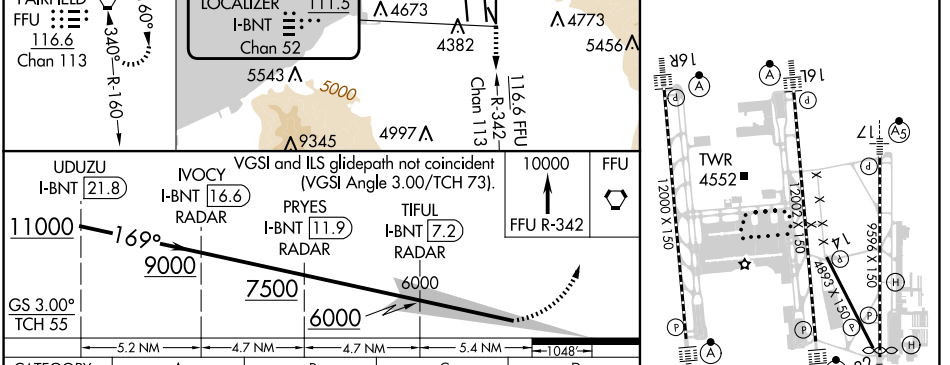 FAIRFIELD
FFU
116.6
Chan 113
340°
R-160
60°
LOCALIZER 111.5
I-BNT
Chan 52
4673
4382
4773
5456
5543
5000
9345
4997
R-342
116.6 FFU
Chan 113
UDUZU
I-BNT 21.8
IVOCY
I-BNT 16.6
RADAR
VGSI and ILS glidepath not coincident
(VGSI Angle 3.00/TCH 73).
PRYES
I-BNT 11.9
RADAR
TIFUL
I-BNT 7.2
RADAR
10000
FFU R-342
FFU
11000
169°
9000
7500
6000
6000
GS 3.00°
TCH 55
5.2 NM
4.7 NM
4.7 NM
5.4 NM
1048'
CATEGORY A B C D
16R
A
P
A
16L
P
17
A5
P
TWR
4552
12000 X 150
12002 X 150
X
X
X X
X
14
P
4893 X 150
9596 X 150
H
P
P
P
P
A
H